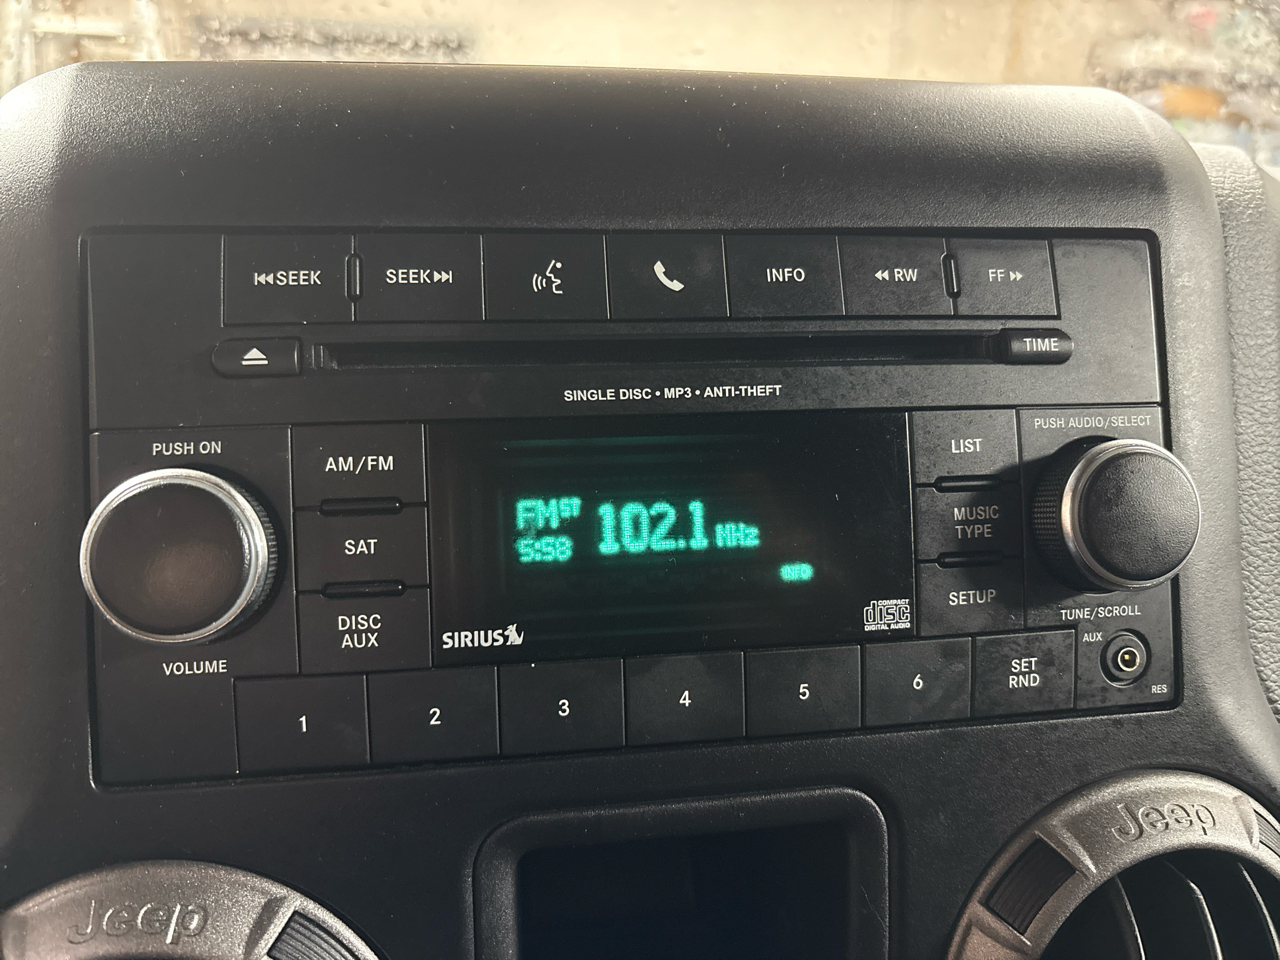 SEEK
SEEK
INFO
RW
FF
TIME
SINGLE DISC • MP3 • ANTI-THEFT
PUSH ON
VOLUME
AM/FM
SAT
DISC
AUX
FM ST
5:58
102.1 MHz
INFO
SIRIUS
COMPACT
disc
DIGITAL AUDIO
LIST
MUSIC
TYPE
SETUP
PUSH AUDIO/SELECT
TUNE/SCROLL
AUX
RES
1
2
3
4
5
6
SET
RND
Jeep
Jeep